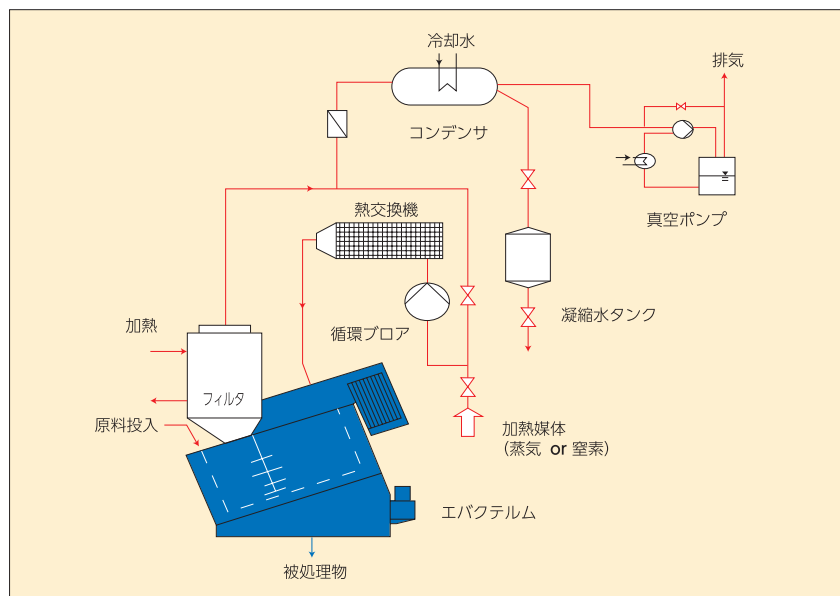 冷却水
排気
コンデンサ
真空ポンプ
熱交換機
凝縮水タンク
循環ブロア
加熱
フィルタ
原料投入
加熱媒体
(蒸気 or 窒素)
エバクテルム
被処理物